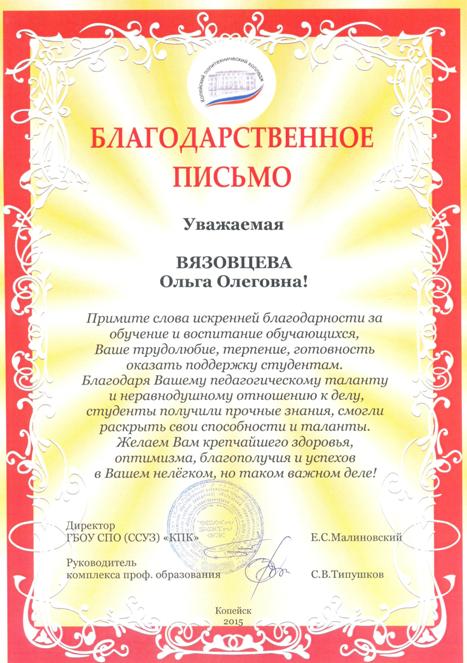 Копейский политехнический колледж
БЛАГОДАРСТВЕННОЕ
ПИСЬМО
Уважаемая
ВЯЗОВЦЕВА
Ольга Олеговна!
Примите слова искренней благодарности за
обучение и воспитание обучающихся,
Ваше трудолюбие, терпение, готовность
оказать поддержку студентам.
Благодаря Вашему педагогическому таланту
и неравнодушному отношению к делу,
студенты получили прочные знания, смогли
раскрыть свои способности и таланты.
Желаем Вам крепчайшего здоровья,
оптимизма, благополучия и успехов
в Вашем нелёгком, но таком важном деле!
Директор
ГБОУ СПО (ССУЗ) «КПК» Е.С.Малиновский
Руководитель
комплекса проф. образования С.В.Типушков
Копейск
2015